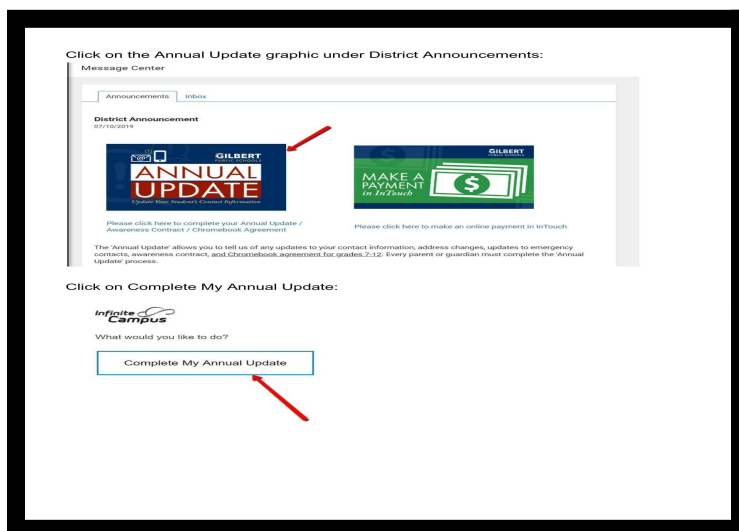 Click on the Annual Update graphic under District Announcements:
Message Center
Announcements Inbox
District Announcement
07/10/2019
GILBERT
PUBLIC SCHOOLS
ANNUAL
UPDATE
Update Your Student's Contact Information
GILBERT
PUBLIC SCHOOLS
MAKE A
PAYMENT
in InTouch
Please click here to complete your Annual Update /
Awareness Contract / Chromebook Agreement
Please click here to make an online payment in InTouch
The 'Annual Update' allows you to tell us of any updates to your contact information, address changes, updates to emergency
contacts, awareness contract, and Chromebook agreement for grades 7-12. Every parent or guardian must complete the 'Annual
Update' process.
Click on Complete My Annual Update:
Infinite
Campus
What would you like to do?
Complete My Annual Update